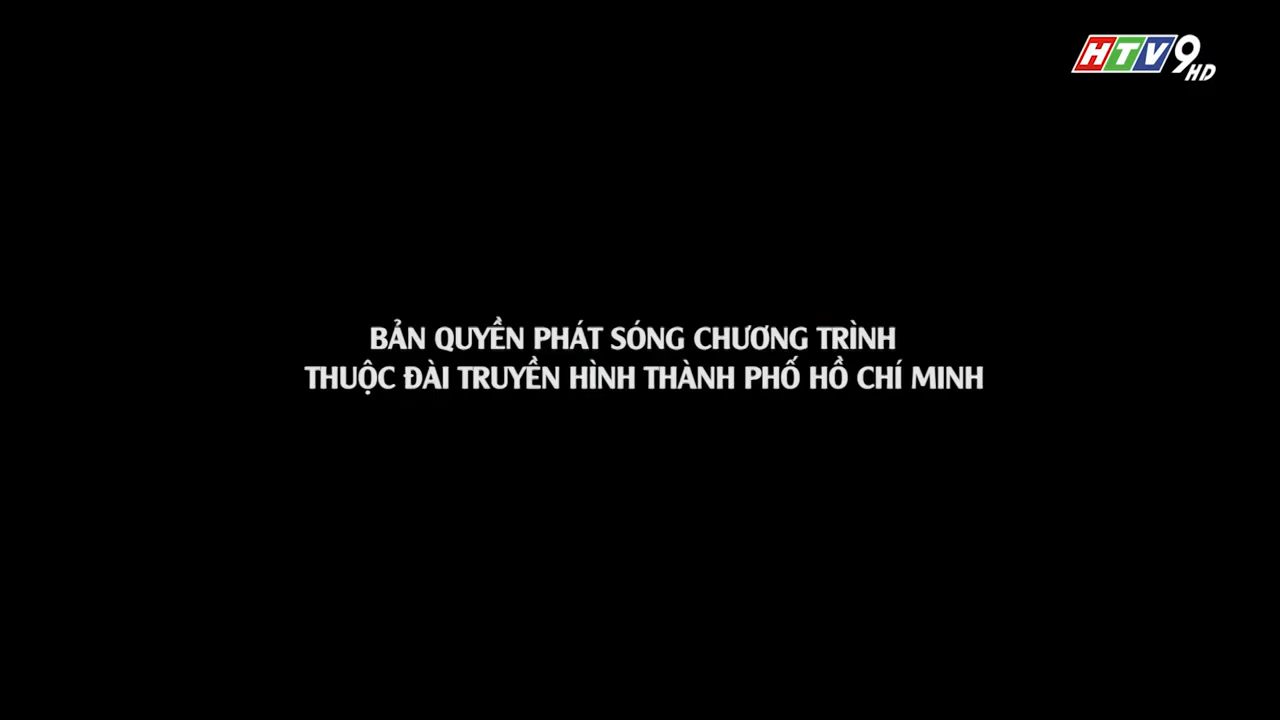 HTV9 HD
BẢN QUYỀN PHÁT SÓNG CHƯƠNG TRÌNH
THUỘC ĐÀI TRUYỀN HÌNH THÀNH PHỐ HỒ CHÍ MINH